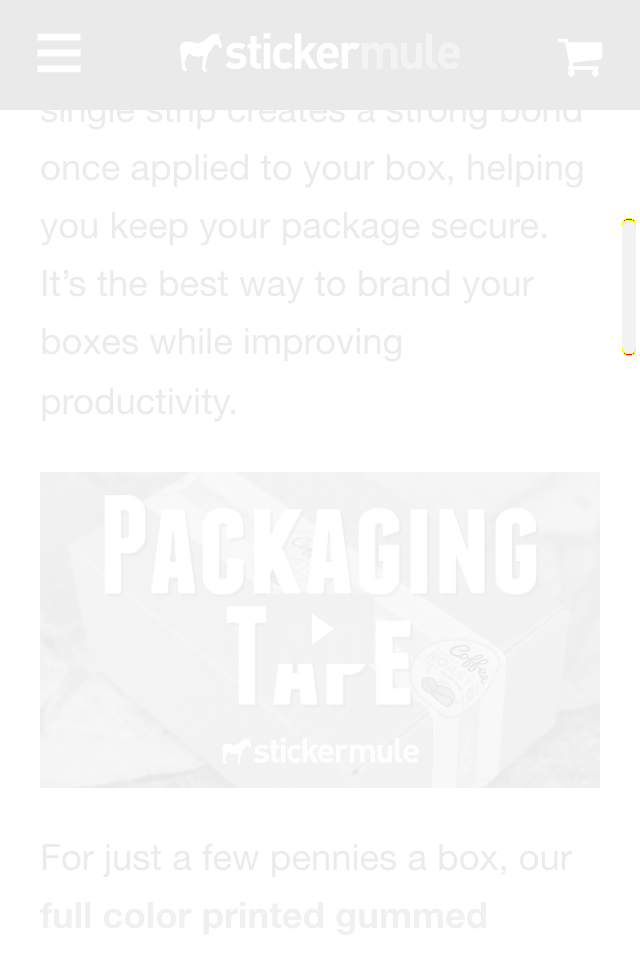 stickermule
single strip creates a strong bond
once applied to your box, helping
you keep your package secure.
It’s the best way to brand your
boxes while improving
productivity.
PACKAGING
TAPE
Coffee
stickermule
For just a few pennies a box, our
full color printed gummed